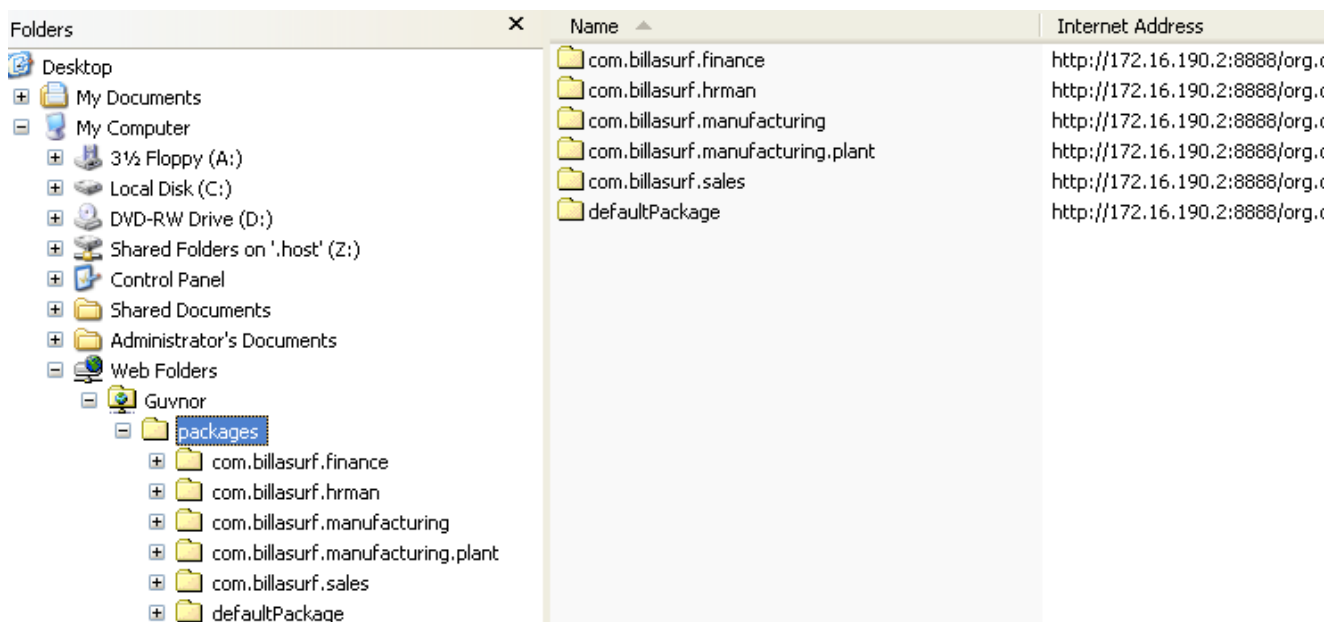 Folders
Desktop
My Documents
My Computer
3½ Floppy (A:)
Local Disk (C:)
DVD-RW Drive (D:)
Shared Folders on '.host' (Z:)
Control Panel
Shared Documents
Administrator's Documents
Web Folders
Guvnor
packages
com.billasurf.finance
com.billasurf.hrman
com.billasurf.manufacturing
com.billasurf.manufacturing.plant
com.billasurf.sales
defaultPackage
Name Internet Address
com.billasurf.finance http://172.16.190.2:8888/org.
com.billasurf.hrman http://172.16.190.2:8888/org.
com.billasurf.manufacturing http://172.16.190.2:8888/org.
com.billasurf.manufacturing.plant http://172.16.190.2:8888/org.
com.billasurf.sales http://172.16.190.2:8888/org.
defaultPackage http://172.16.190.2:8888/org.